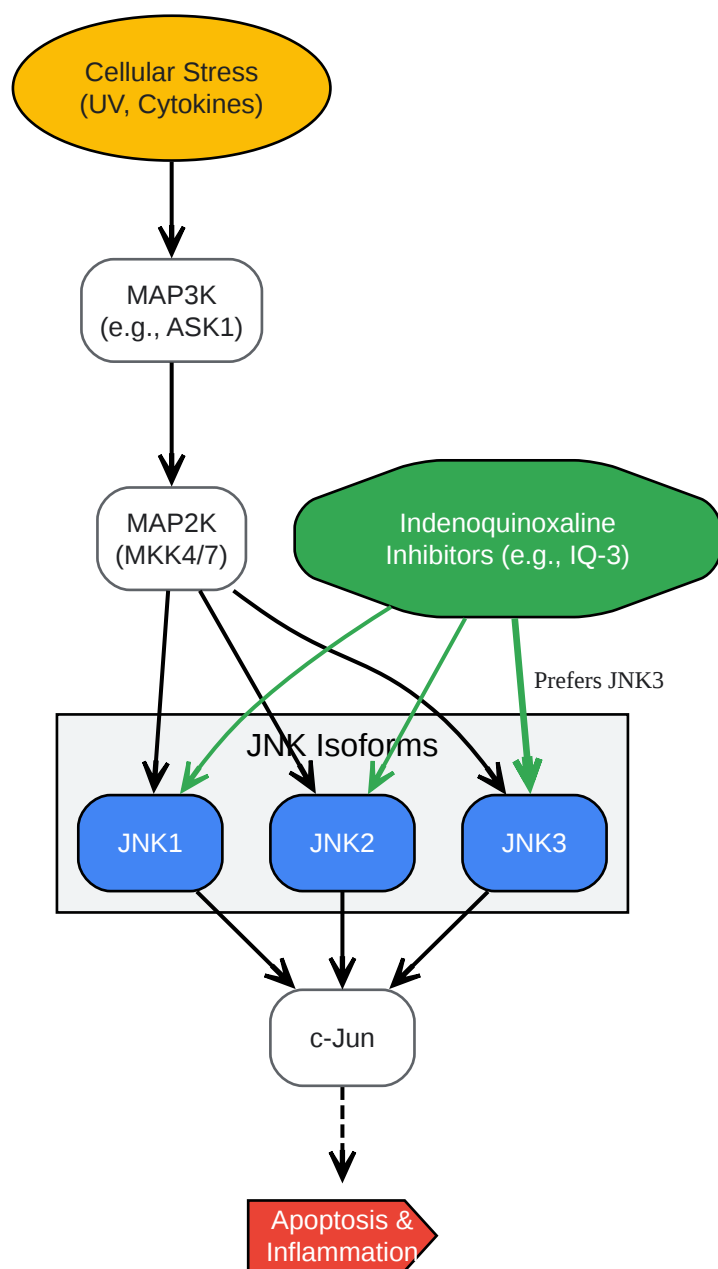 Cellular Stress
(UV, Cytokines)
MAP3K
(e.g., ASK1)
MAP2K
(MKK4/7)
Indenoquinoxaline
Inhibitors (e.g., IQ-3)
Prefers JNK3
JNK Isoforms
JNK1
JNK2
JNK3
c-Jun
Apoptosis &
Inflammation